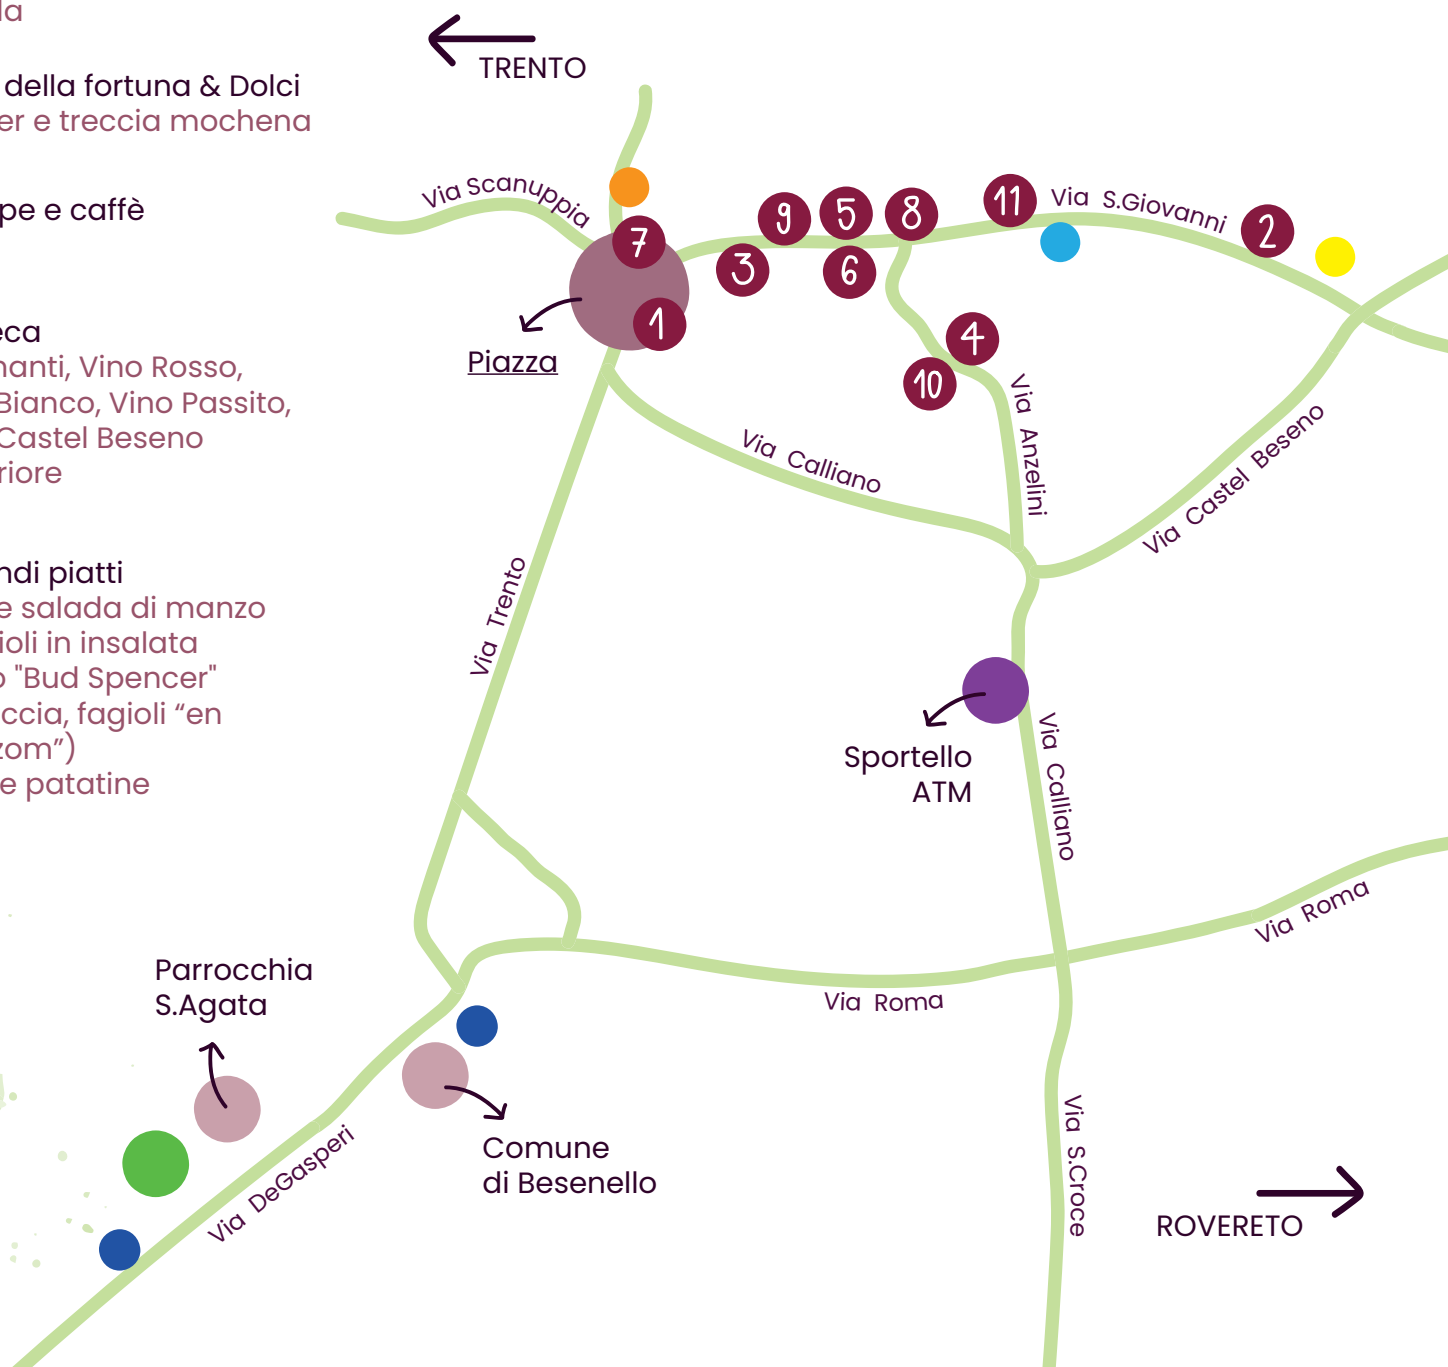 la
della fortuna & Dolci
er e treccia mochena
pe e caffè
eca
nanti, Vino Rosso,
Bianco, Vino Passito,
Castel Beseno
riore
ndi piatti
e salada di manzo
ioli in insalata
o "Bud Spencer"
ccia, fagioli “en
zom”)
e patatine
TRENTO
Via Scanuppia
7
1
Piazza
9
5
8
11
Via S.Giovanni
2
3
6
4
10
Via Anzelini
Via Calliano
Via Castel Beseno
Via Trento
Sportello
ATM
Via Calliano
Via Roma
Via Roma
Parrocchia
S.Agata
Comune
di Besenello
Via DeGasperi
Via S.Croce
ROVERETO